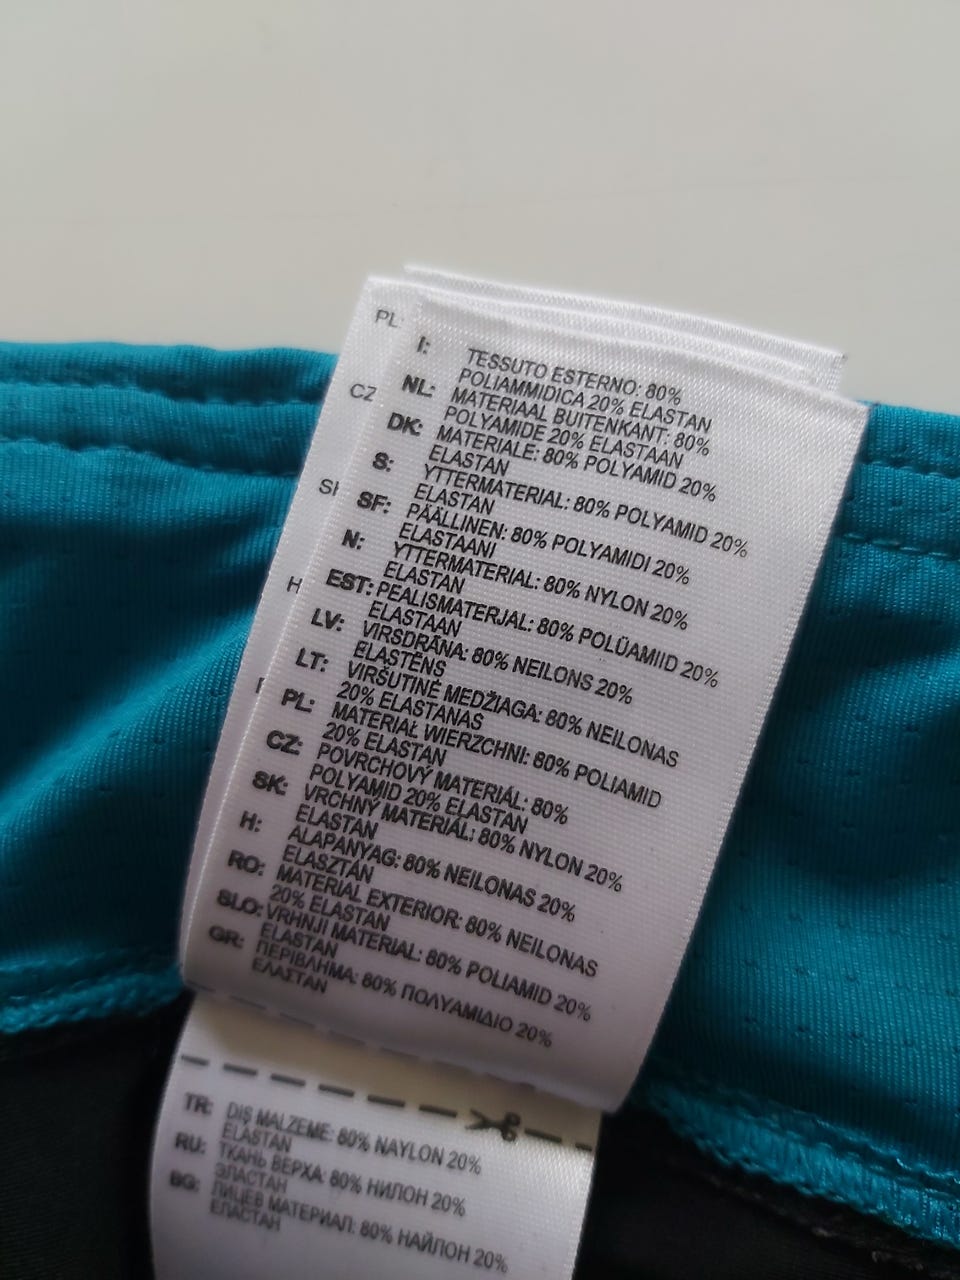 PL:
CZ
SI
H
I: TESSUTO ESTERNO: 80%
POLIAMMIDICA 20% ELASTAN
NL: MATERIAAL BUITENKANT: 80%
POLYAMIDE 20% ELASTAAN
DK: MATERIALE: 80% POLYAMID 20%
ELASTAN
S: YTTERMATERIAL: 80% POLYAMID 20%
ELASTAN
SF: PÄÄLLINEN: 80% POLYAMIDI 20%
ELASTAANI
N: YTTERMATERIAL: 80% NYLON 20%
ELASTAN
EST: PEALISMATERJAL: 80% POLÜAMIID 20%
ELASTAAN
LV: VIRSDRĀNA: 80% NEILONS 20%
ELASTĒNS
LT: VIRŠUTINĖ MEDŽIAGA: 80% NEILONAS
20% ELASTANAS
PL: MATERIAŁ WIERZCHNI: 80% POLIAMID
20% ELASTAN
CZ: POVRCHOVÝ MATERIÁL: 80%
POLYAMID 20% ELASTAN
SK: VRCHNÝ MATERIÁL: 80% NYLON 20%
ELASTAN
H: ALAPANYAG: 80% NEILONAS 20%
ELASZTÁN
RO: MATERIAL EXTERIOR: 80% NEILONAS
20% ELASTAN
SLO: VRHNJI MATERIAL: 80% POLIAMID 20%
ELASTAN
GR: ΠΕΡΙΒΛΗΜΑ: 80% ΠΟΛΥΑΜΙΔΙΟ 20%
ΕΛΑΣΤΑΝ
TR: DIS MALZEME: 80% NAYLON 20%
ELASTAN
RU: ТКАНЬ ВЕРХА: 80% НИЛОН 20%
ЭЛАСТАН
BG: ЛИЦЕВ МАТЕРИАЛ: 80% НАЙЛОН 20%
ЕЛАСТАН